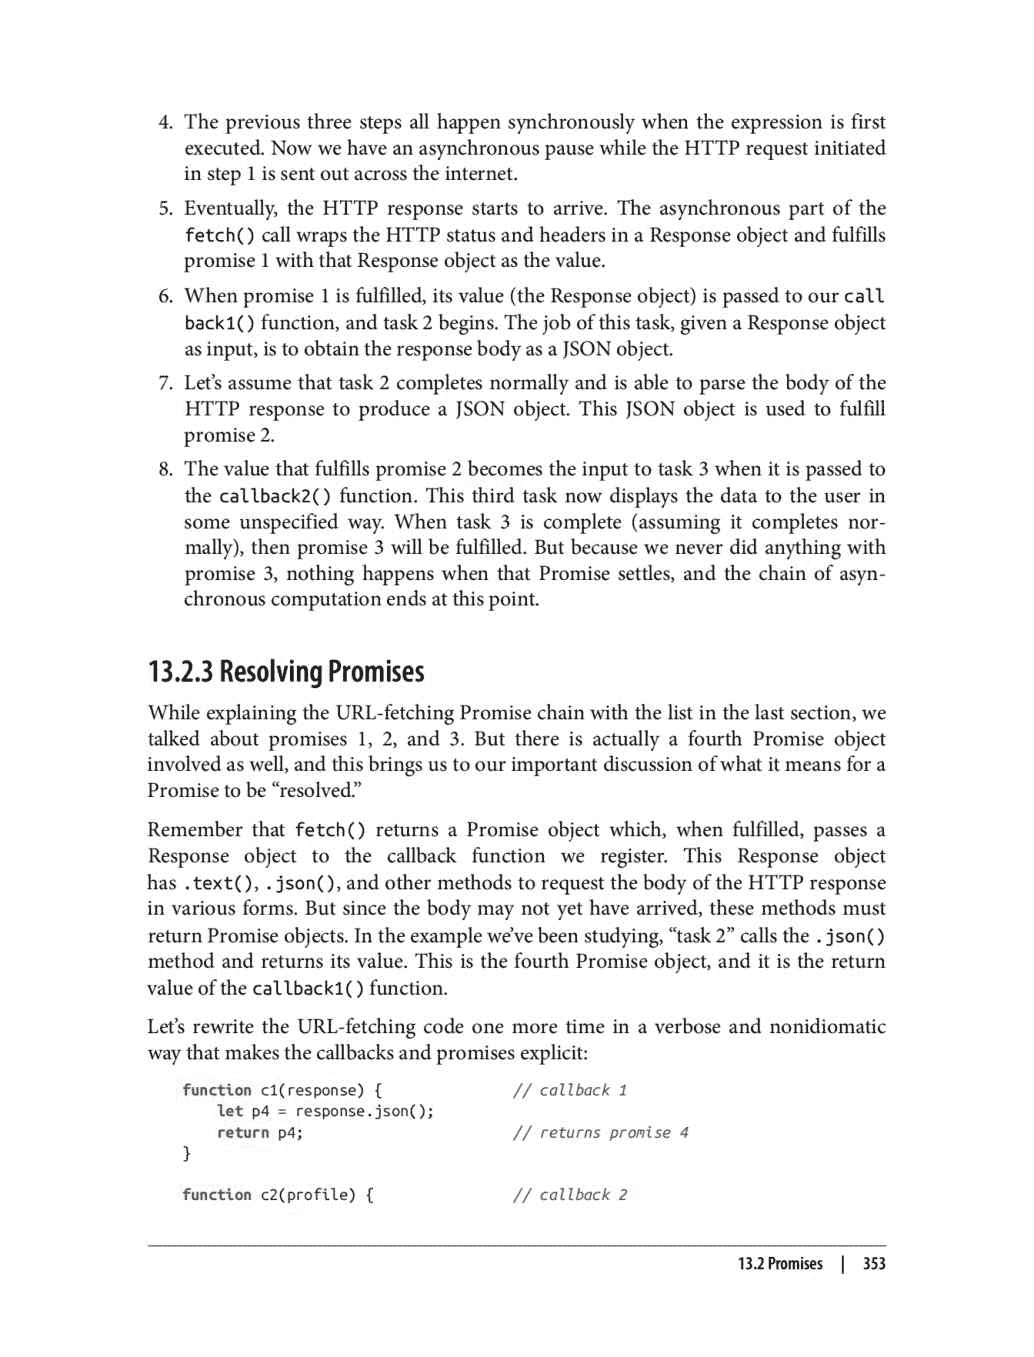 4. The previous three steps all happen synchronously when the expression is first
executed. Now we have an asynchronous pause while the HTTP request initiated
in step 1 is sent out across the internet.
5. Eventually, the HTTP response starts to arrive. The asynchronous part of the
fetch() call wraps the HTTP status and headers in a Response object and fulfills
promise 1 with that Response object as the value.
6. When promise 1 is fulfilled, its value (the Response object) is passed to our call
back1() function, and task 2 begins. The job of this task, given a Response object
as input, is to obtain the response body as a JSON object.
7. Let’s assume that task 2 completes normally and is able to parse the body of the
HTTP response to produce a JSON object. This JSON object is used to fulfill
promise 2.
8. The value that fulfills promise 2 becomes the input to task 3 when it is passed to
the callback2() function. This third task now displays the data to the user in
some unspecified way. When task 3 is complete (assuming it completes nor-
mally), then promise 3 will be fulfilled. But because we never did anything with
promise 3, nothing happens when that Promise settles, and the chain of asyn-
chronous computation ends at this point.
13.2.3 Resolving Promises
While explaining the URL-fetching Promise chain with the list in the last section, we
talked about promises 1, 2, and 3. But there is actually a fourth Promise object
involved as well, and this brings us to our important discussion of what it means for a
Promise to be “resolved.”
Remember that fetch() returns a Promise object which, when fulfilled, passes a
Response object to the callback function we register. This Response object
has .text(), .json(), and other methods to request the body of the HTTP response
in various forms. But since the body may not yet have arrived, these methods must
return Promise objects. In the example we’ve been studying, “task 2” calls the .json()
method and returns its value. This is the fourth Promise object, and it is the return
value of the callback1() function.
Let’s rewrite the URL-fetching code one more time in a verbose and nonidiomatic
way that makes the callbacks and promises explicit:
function c1(response) { // callback 1
let p4 = response.json();
return p4; // returns promise 4
}
function c2(profile) { // callback 2
13.2 Promises | 353